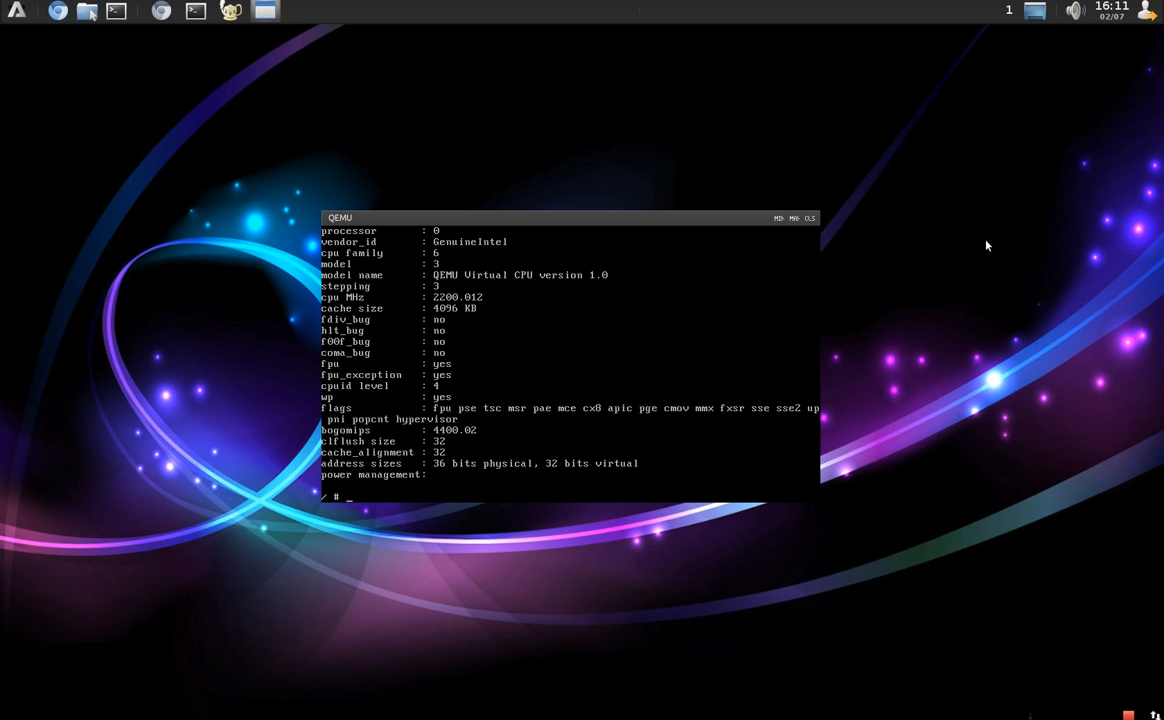 1
16:11
02/07
QEMU
MIN MAX CLS
processor : 0
vendor_id : GenuineIntel
cpu family : 6
model : 3
model name : QEMU Virtual CPU version 1.0
stepping : 3
cpu MHz : 2200.012
cache size : 4096 KB
fdiv_bug : no
hlt_bug : no
f00f_bug : no
coma_bug : no
fpu : yes
fpu_exception : yes
cpuid level : 4
wp : yes
flags : fpu pse tsc msr pae mce cx8 apic pge cmov mmx fxsr sse sse2 up
pni popcnt hypervisor
bogomips : 4400.02
clflush size : 32
cache_alignment : 32
address sizes : 36 bits physical, 32 bits virtual
power management:
/ # _